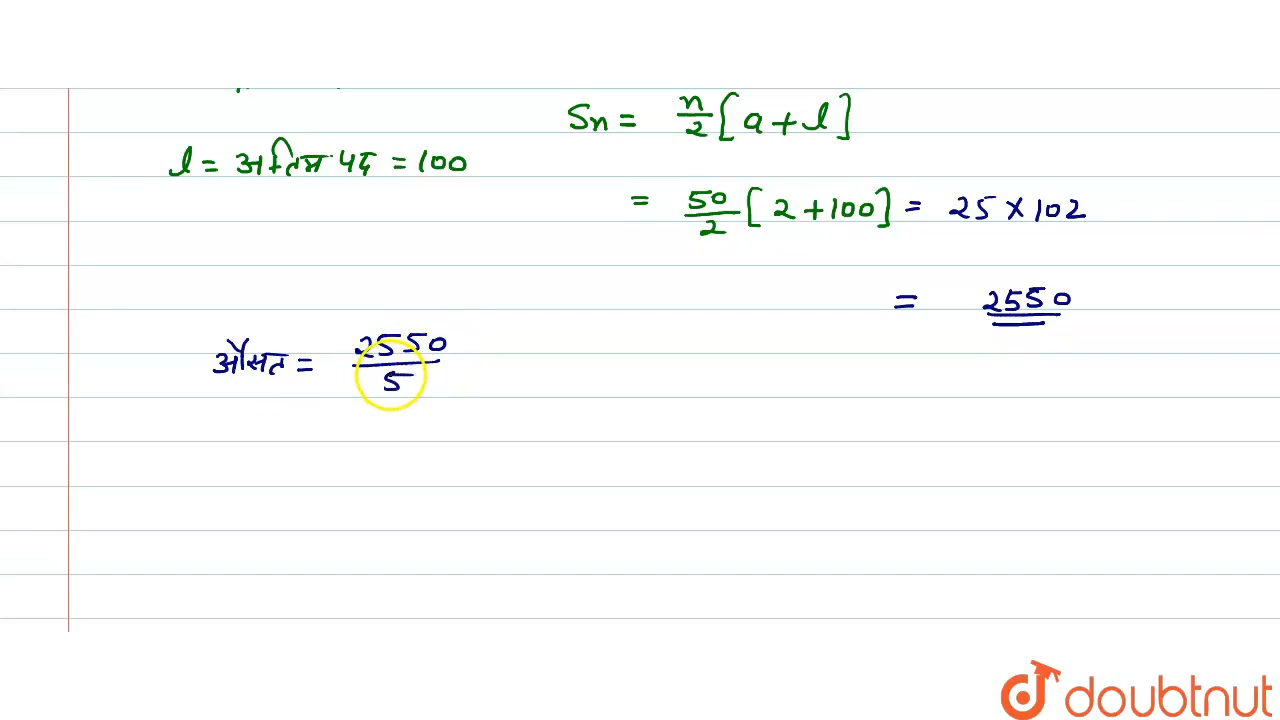 Sn = n/2 [a + l]
l = अन्तिम पद = 100
= 50/2 [2 + 100] = 25 × 102
= 2550
औसत = 2550/5
doubtnut